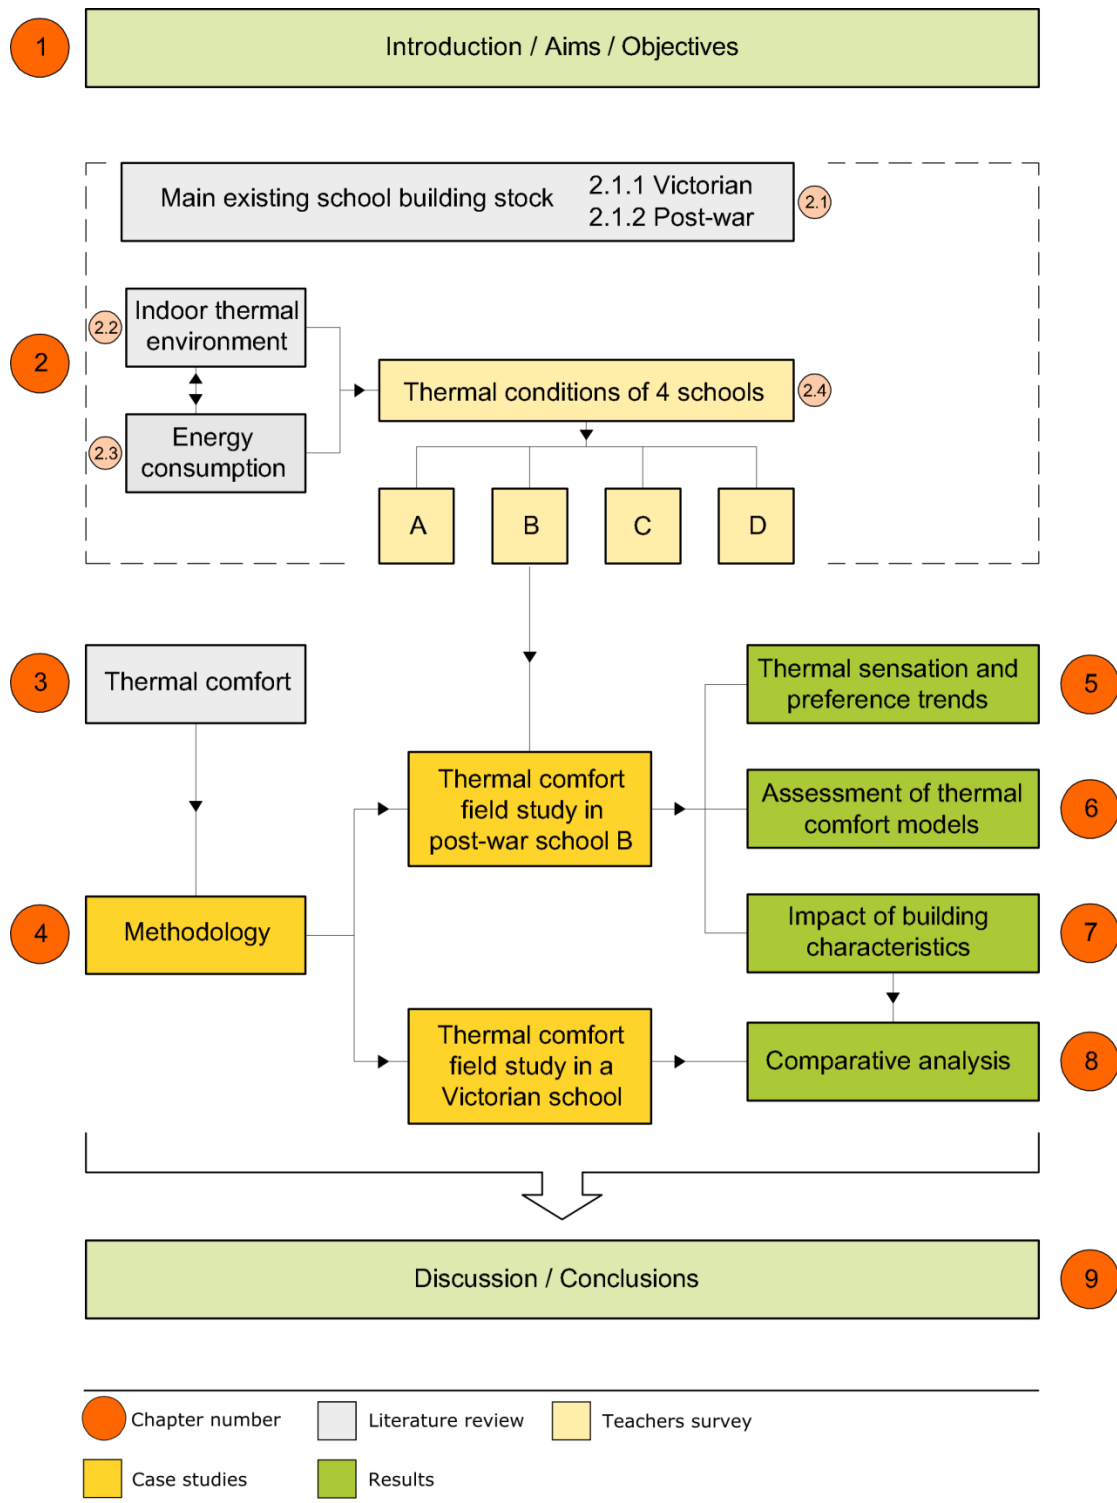 1
Introduction / Aims / Objectives
Main existing school building stock
2.1.1 Victorian
2.1.2 Post-war
2.1
2
2.2
Indoor thermal
environment
2.3
Energy
consumption
Thermal conditions of 4 schools
2.4
A
B
C
D
3
Thermal comfort
4
Methodology
Thermal comfort
field study in
post-war school B
Thermal comfort
field study in a
Victorian school
Thermal sensation and
preference trends
5
Assessment of thermal
comfort models
6
Impact of building
characteristics
7
Comparative analysis
8
Discussion / Conclusions
9
Chapter number
Literature review
Teachers survey
Case studies
Results